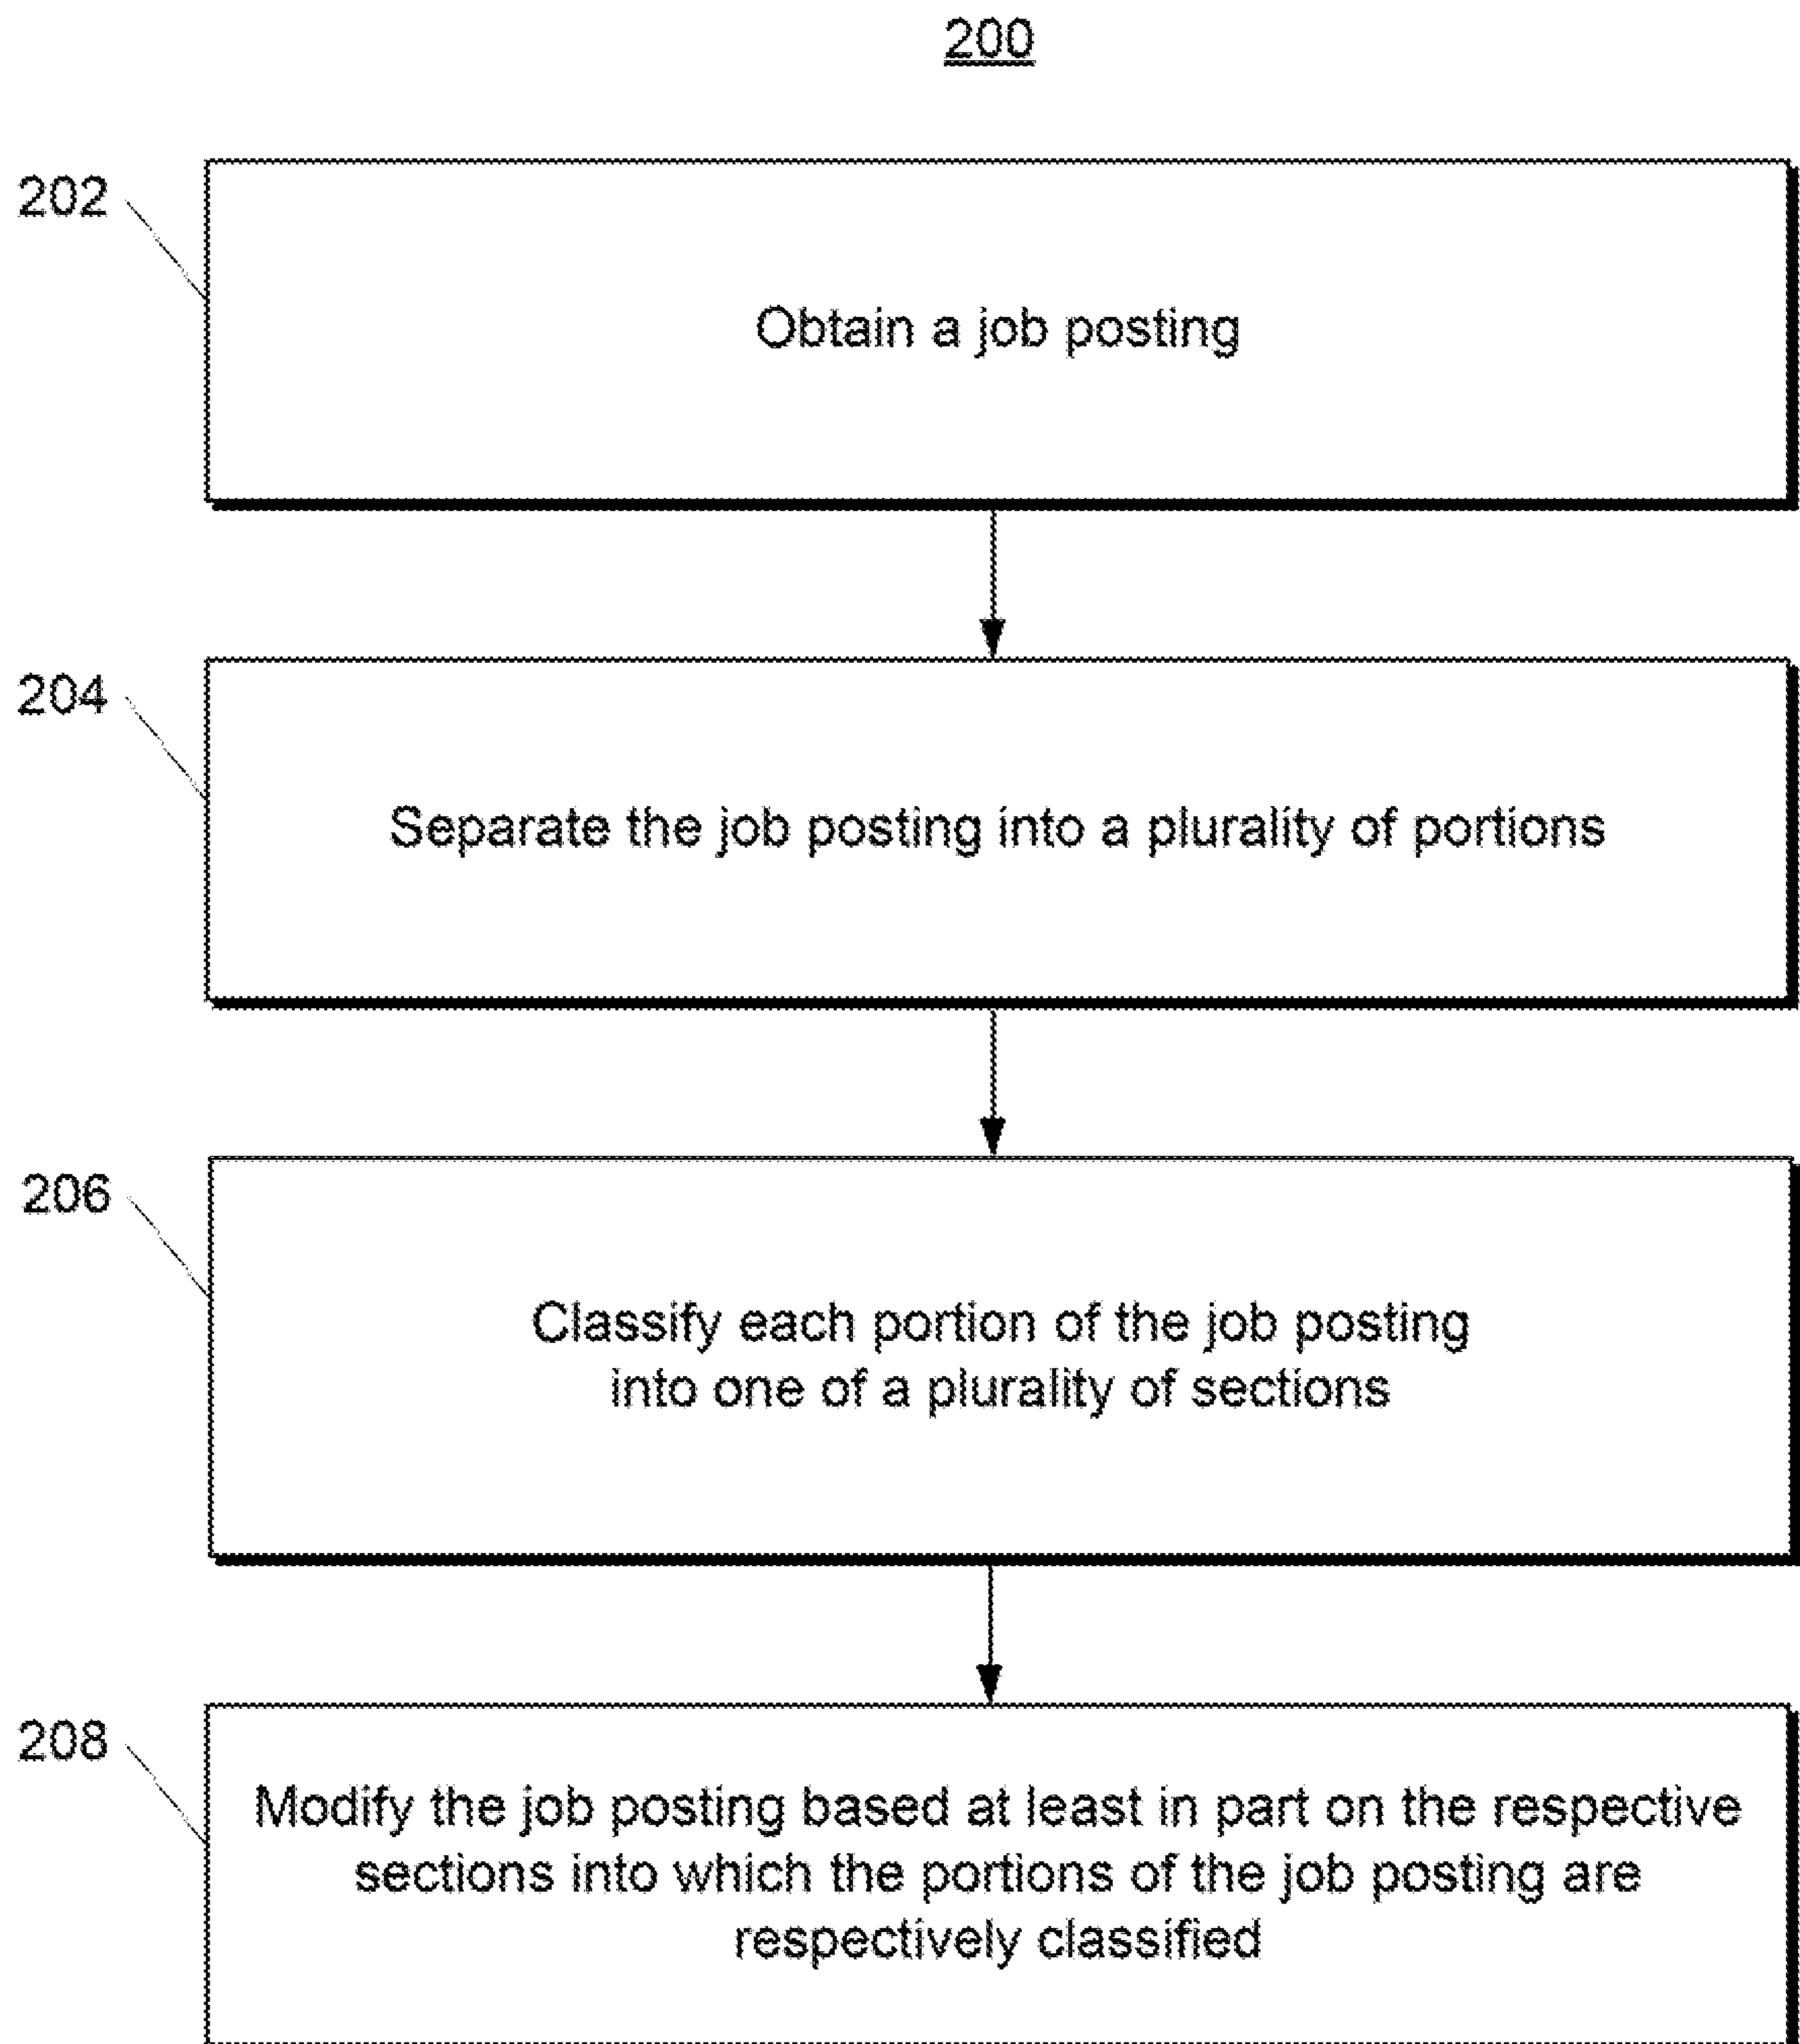 200
202
Obtain a job posting
204
Separate the job posting into a plurality of portions
206
Classify each portion of the job posting
into one of a plurality of sections
208
Modify the job posting based at least in part on the respective
sections into which the portions of the job posting are
respectively classified